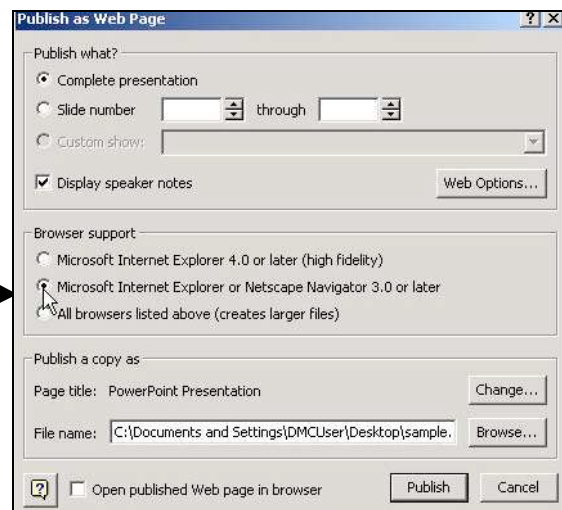 Publish as Web Page
Publish what?
Complete presentation
Slide number through
Custom show:
Display speaker notes Web Options...
Browser support
Microsoft Internet Explorer 4.0 or later (high fidelity)
Microsoft Internet Explorer or Netscape Navigator 3.0 or later
All browsers listed above (creates larger files)
Publish a copy as
Page title: PowerPoint Presentation Change...
File name: C:\Documents and Settings\DMCUser\Desktop\sample. Browse...
Open published Web page in browser Publish Cancel